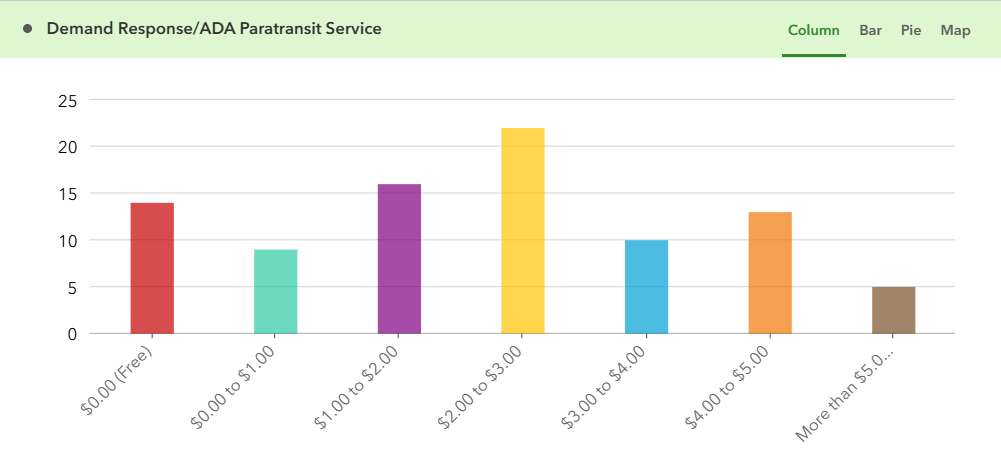 Demand Response/ADA Paratransit Service
Column Bar Pie Map
25
20
15
10
5
0
$0.00 (Free)
$0.00 to $1.00
$1.00 to $2.00
$2.00 to $3.00
$3.00 to $4.00
$4.00 to $5.00
More than $5.0...